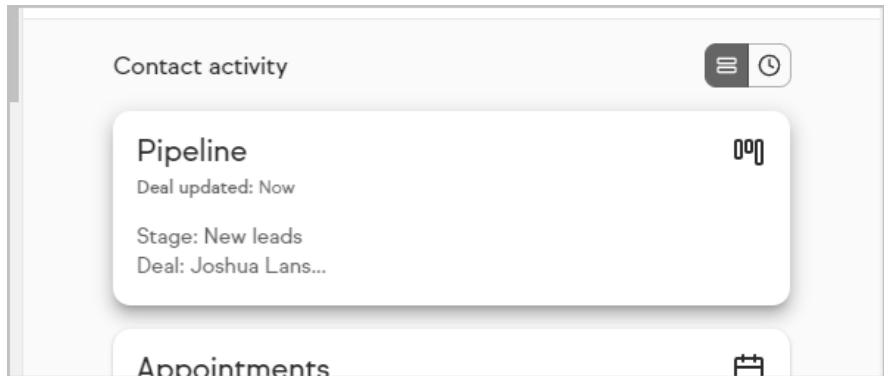 Contact activity
Pipeline
Deal updated: Now
Stage: New leads
Deal: Joshua Lans...
Appointments